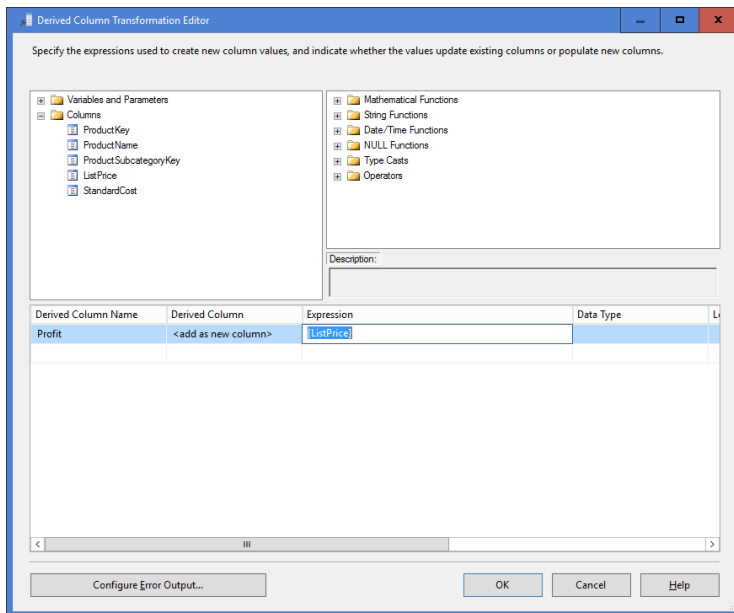 Derived Column Transformation Editor
Specify the expressions used to create new column values, and indicate whether the values update existing columns or populate new columns.
Variables and Parameters
Columns
ProductKey
ProductName
ProductSubcategoryKey
ListPrice
StandardCost
Mathematical Functions
String Functions
Date/Time Functions
NULL Functions
Type Casts
Operators
Description:
Derived Column Name Derived Column Expression Data Type
Profit <add as new column> [ListPrice]
Configure Error Output... OK Cancel Help